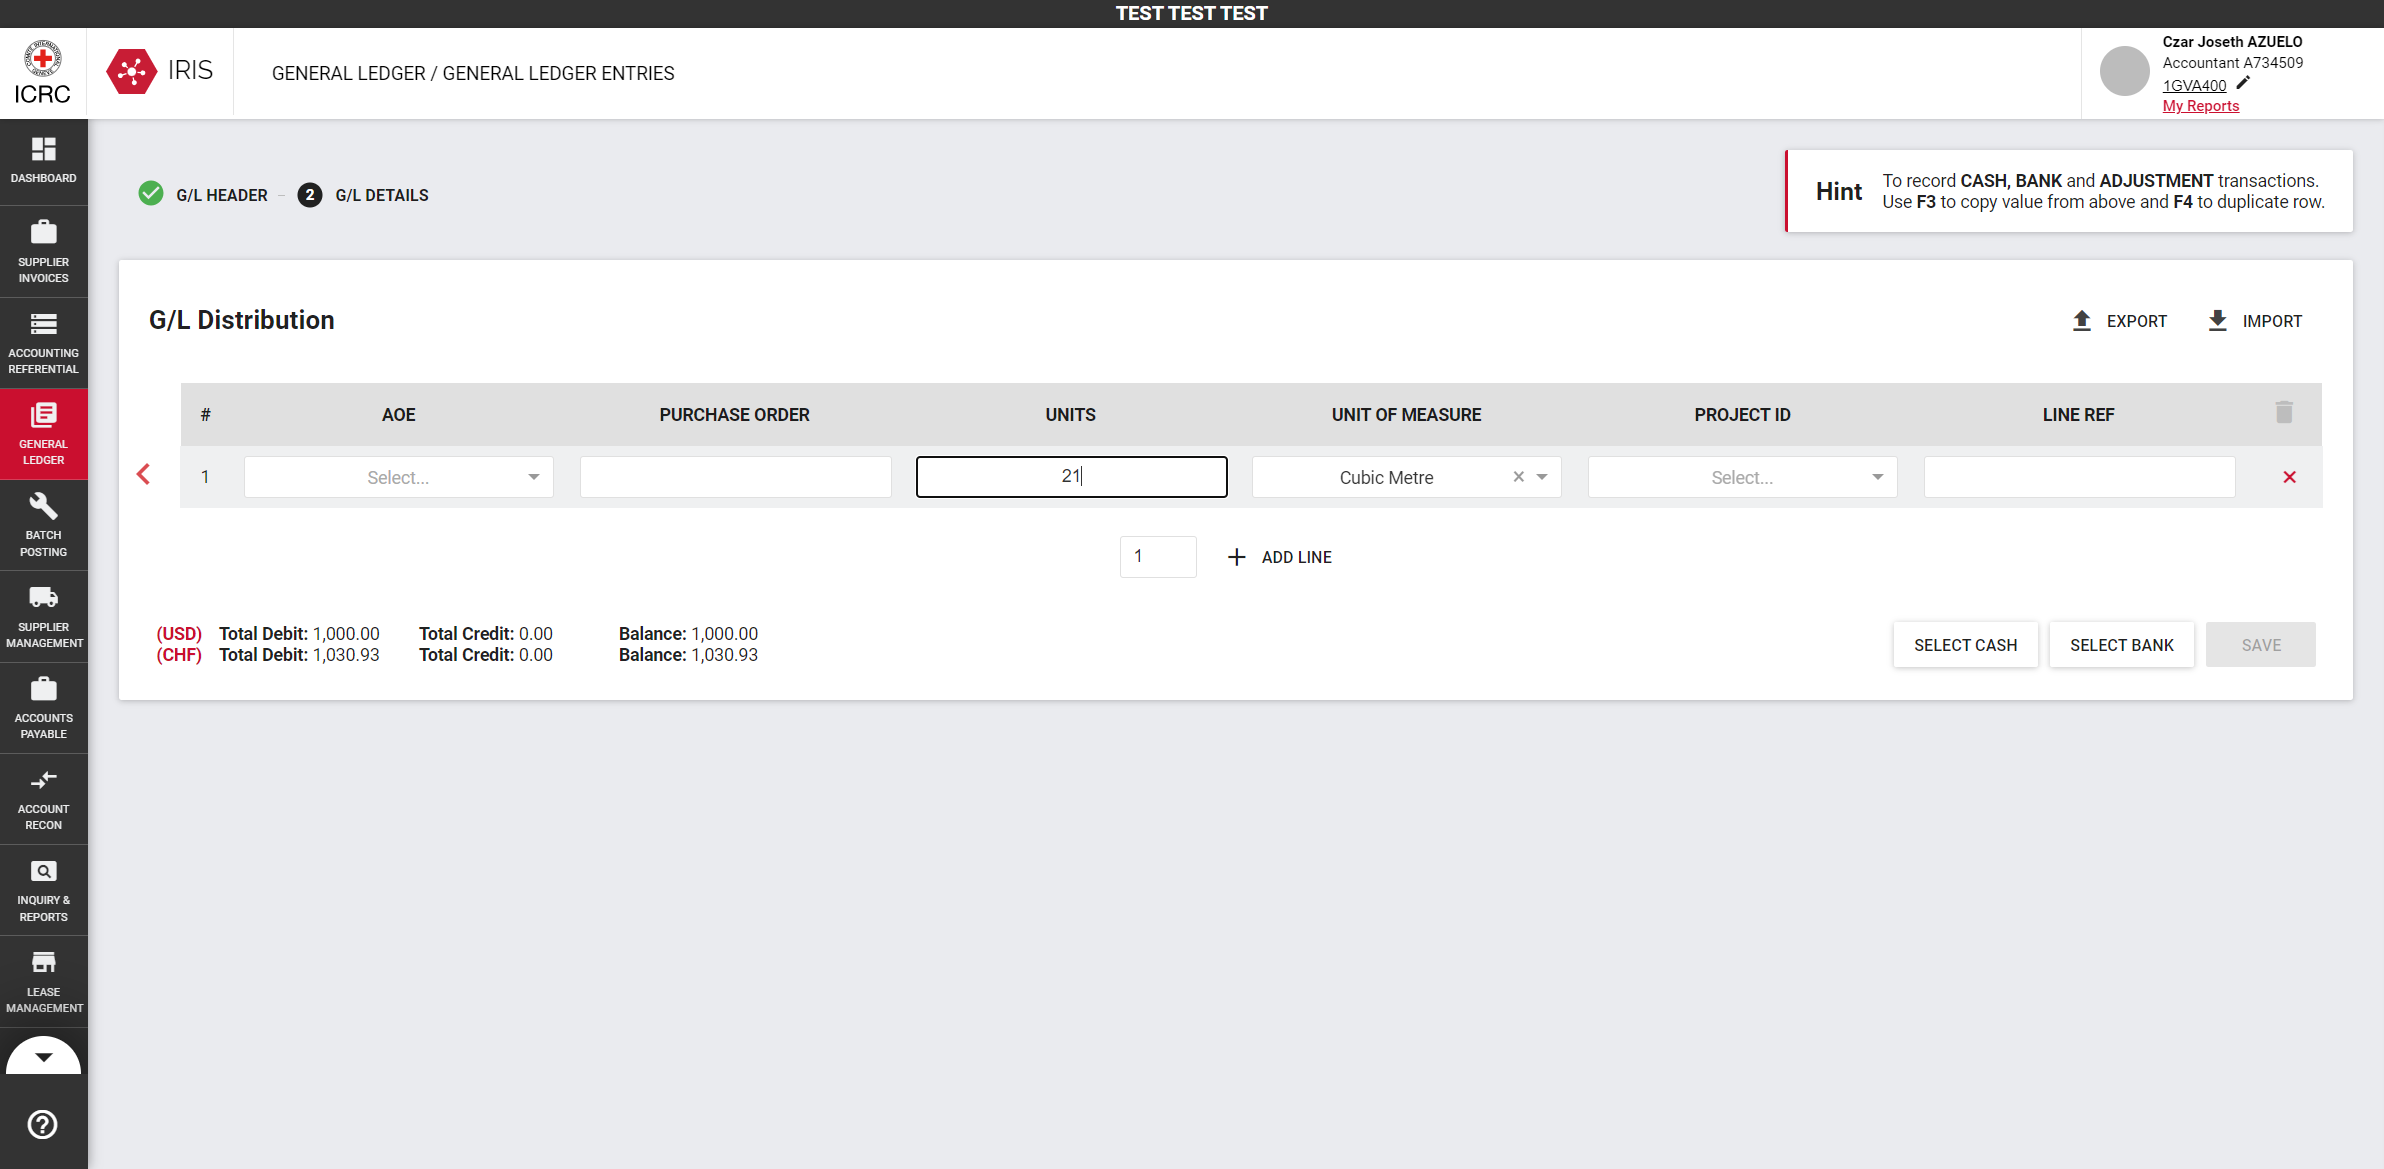 TEST TEST TEST
ICRC
IRIS
GENERAL LEDGER / GENERAL LEDGER ENTRIES
Czar Joseth AZUELO
Accountant A734509
1GVA400
My Reports
DASHBOARD
SUPPLIER
INVOICES
ACCOUNTING
REFERENTIAL
GENERAL
LEDGER
BATCH
POSTING
SUPPLIER
MANAGEMENT
ACCOUNTS
PAYABLE
ACCOUNT
RECON
INQUIRY &
REPORTS
LEASE
MANAGEMENT
G/L HEADER – 2 G/L DETAILS
Hint
To record CASH, BANK and ADJUSTMENT transactions.
Use F3 to copy value from above and F4 to duplicate row.
G/L Distribution
EXPORT IMPORT
# AOE PURCHASE ORDER UNITS UNIT OF MEASURE PROJECT ID LINE REF
1 Select... 21 Cubic Metre Select...
1 ADD LINE
(USD) Total Debit: 1,000.00 Total Credit: 0.00 Balance: 1,000.00
(CHF) Total Debit: 1,030.93 Total Credit: 0.00 Balance: 1,030.93
SELECT CASH SELECT BANK SAVE